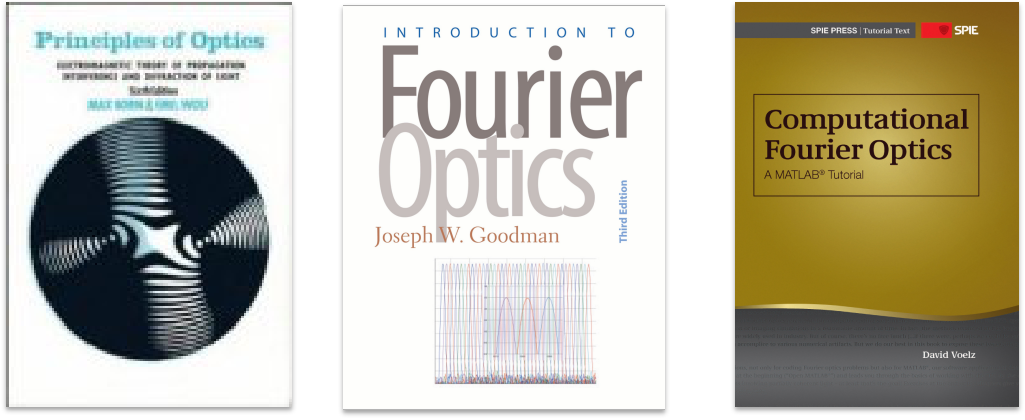 Principles of Optics
ELECTROMAGNETIC THEORY OF PROPAGATION
INTERFERENCE AND DIFFRACTION OF LIGHT
Sixth Edition
MAX BORN & EMIL WOLF
INTRODUCTION TO
Fourier
Optics
Third Edition
Joseph W. Goodman
SPIE PRESS | Tutorial Text
SPIE
Computational
Fourier Optics
A MATLAB® Tutorial
David Voelz